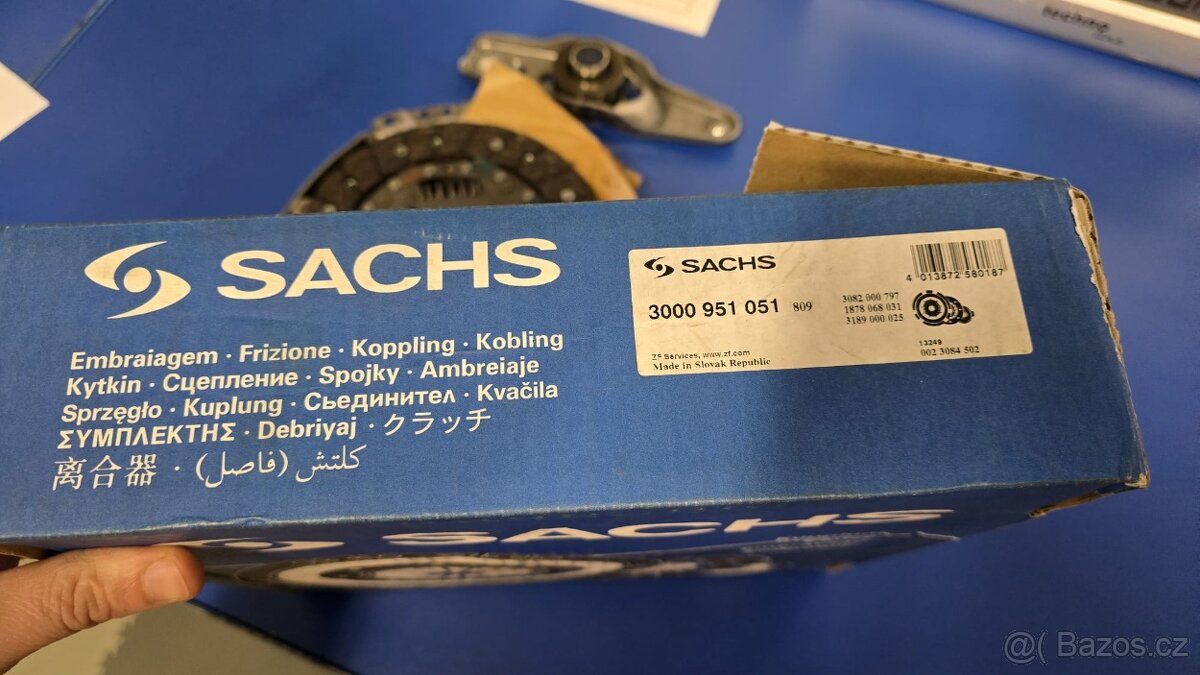 SACHS
Embraiagem · Frizione · Koppling · Kobling
Kytkin · Сцепление · Spojky · Ambreiaje
Sprzęgło · Kuplung · Съединител · Kvačila
ΣΥΜΠΛΕΚΤΗΣ · Debriyaj · クラッチ
离合器 · كلتش (فاصل)
SACHS
4 013872 580187
3000 951 051 809
3082 000 797
1878 068 031
3189 000 025
13249
002 3084 502
ZF Services, www.zf.com
Made in Slovak Republic
SACHS
@( Bazos.cz